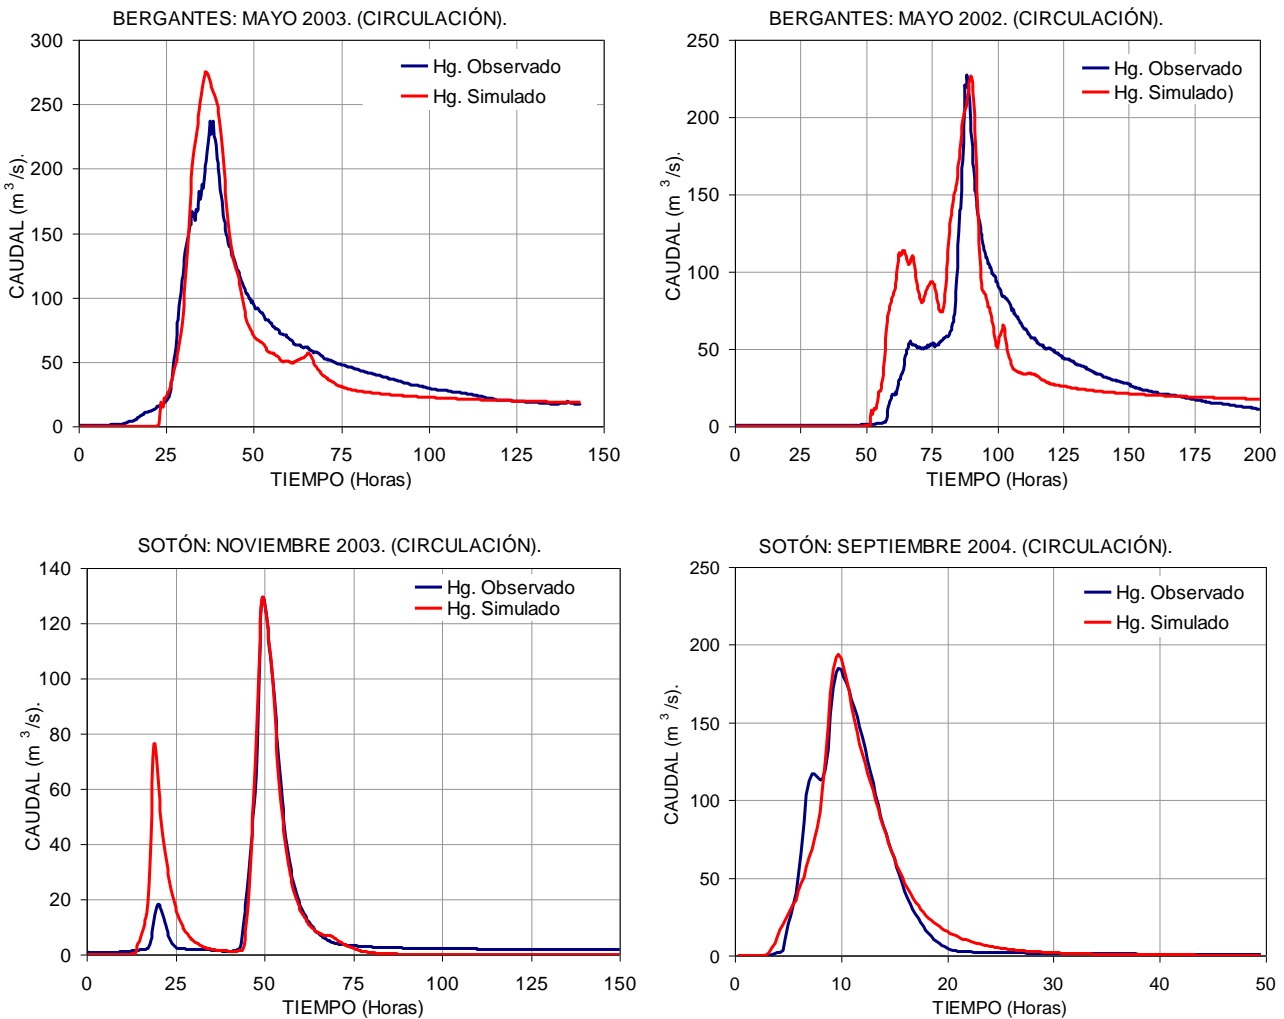 BERGANTES: MAYO 2003. (CIRCULACIÓN).
300
250
200
150
100
50
0
CAUDAL (m 3 /s).
Hg. Observado
Hg. Simulado
0 25 50 75 100 125 150
TIEMPO (Horas)
BERGANTES: MAYO 2002. (CIRCULACIÓN).
250
200
150
100
50
0
CAUDAL (m 3 /s).
Hg. Observado
Hg. Simulado)
0 25 50 75 100 125 150 175 200
TIEMPO (Horas)
SOTÓN: NOVIEMBRE 2003. (CIRCULACIÓN).
140
120
100
80
60
40
20
0
CAUDAL (m 3 /s).
Hg. Observado
Hg. Simulado
0 25 50 75 100 125 150
TIEMPO (Horas)
SOTÓN: SEPTIEMBRE 2004. (CIRCULACIÓN).
250
200
150
100
50
0
CAUDAL (m 3 /s).
Hg. Observado
Hg. Simulado
0 10 20 30 40 50
TIEMPO (Horas)